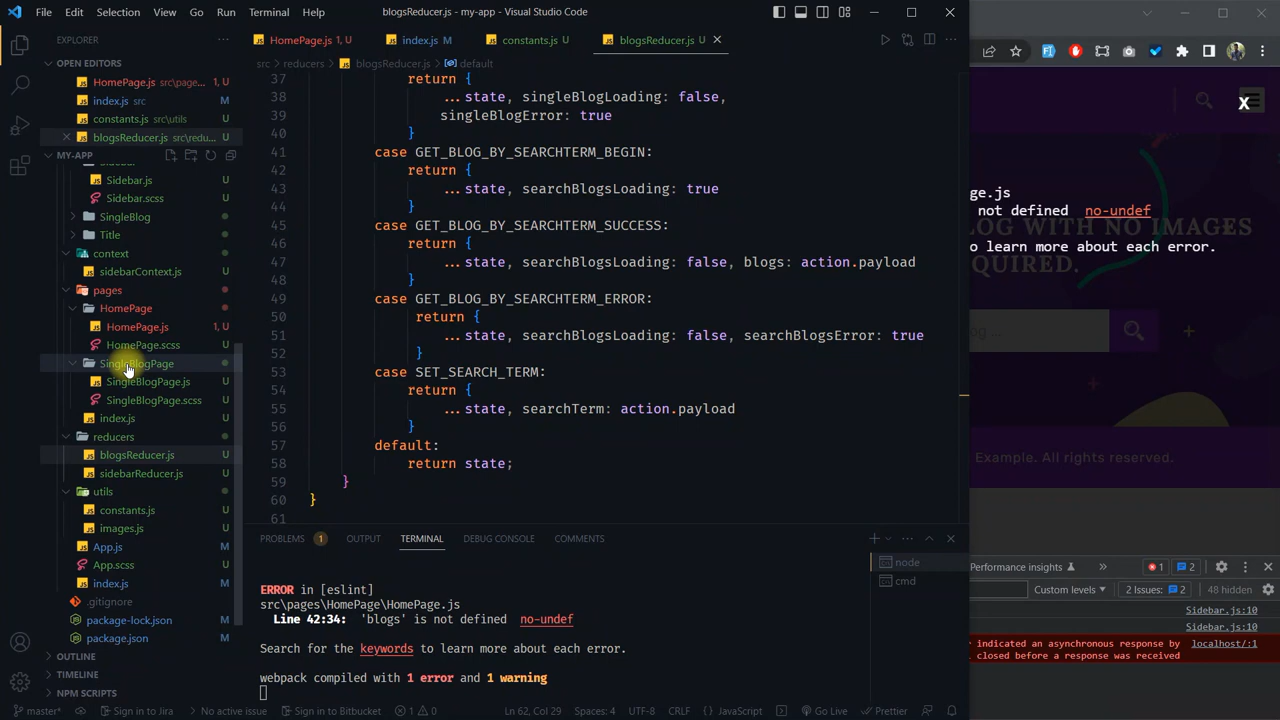 File Edit Selection View Go Run Terminal Help
blogsReducer.js - my-app - Visual Studio Code
EXPLORER
HomePage.js 1, U
index.js M
constants.js U
blogsReducer.js U
OPEN EDITORS
src > reducers > blogsReducer.js > default
HomePage.js src\page... 1, U
index.js src M
constants.js src\utils U
blogsReducer.js src\redu... U
MY-APP
Sidebar.js U
Sidebar.scss U
SingleBlog
Title
context
sidebarContext.js U
pages
HomePage
HomePage.js 1, U
HomePage.scss U
SingleBlogPage
SingleBlogPage.js U
SingleBlogPage.scss U
index.js U
reducers
blogsReducer.js U
sidebarReducer.js U
utils
constants.js U
images.js U
App.js M
App.scss U
index.js M
.gitignore
package-lock.json M
package.json M
OUTLINE
TIMELINE
NPM SCRIPTS
37 return {
38 ...state, singleBlogLoading: false,
39 singleBlogError: true
40 }
41 case GET_BLOG_BY_SEARCHTERM_BEGIN:
42 return {
43 ...state, searchBlogsLoading: true
44 }
45 case GET_BLOG_BY_SEARCHTERM_SUCCESS:
46 return {
47 ...state, searchBlogsLoading: false, blogs: action.payload
48 }
49 case GET_BLOG_BY_SEARCHTERM_ERROR:
50 return {
51 ...state, searchBlogsLoading: false, searchBlogsError: true
52 }
53 case SET_SEARCH_TERM:
54 return {
55 ...state, searchTerm: action.payload
56 }
57 default:
58 return state;
59 }
60 }
61
PROBLEMS 1 OUTPUT TERMINAL DEBUG CONSOLE COMMENTS
node
cmd
ERROR in [eslint]
src\pages\HomePage\HomePage.js
Line 42:34: 'blogs' is not defined no-undef
Search for the keywords to learn more about each error.
webpack compiled with 1 error and 1 warning
master* Sign in to Jira No active issue Sign in to Bitbucket 1 0 Ln 62, Col 29 Spaces: 4 UTF-8 CRLF JavaScript Go Live Prettier
X
ge.js
not defined no-undef
o learn more about each error.
LOG WITH NO IMAGES
QUIRED.
log ...
Example. All rights reserved.
Performance insights 1 2
Custom levels 2 Issues: 2 48 hidden
Sidebar.js:10
Sidebar.js:10
indicated an asynchronous response by localhost/:1
closed before a response was received